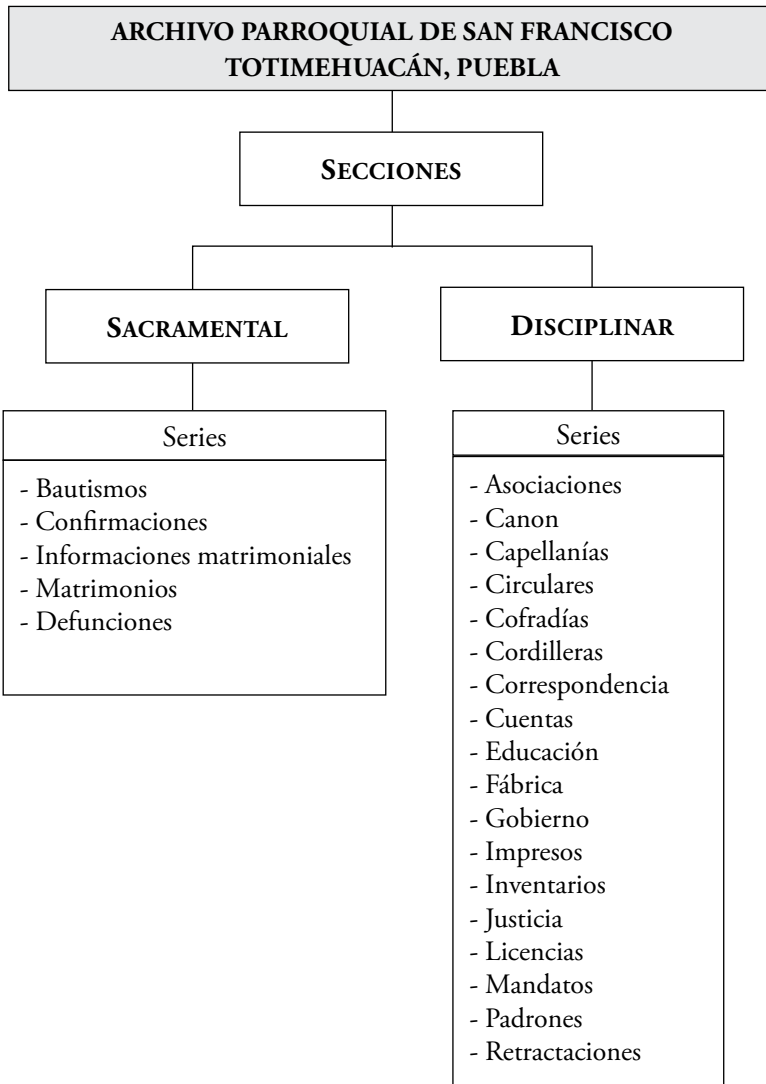 ARCHIVO PARROQUIAL DE SAN FRANCISCO
TOTIMEHUACÁN, PUEBLA
SECCIONES
SACRAMENTAL
Series
- Bautismos
- Confirmaciones
- Informaciones matrimoniales
- Matrimonios
- Defunciones
DISCIPLINAR
Series
- Asociaciones
- Canon
- Capellanías
- Circulares
- Cofradías
- Cordilleras
- Correspondencia
- Cuentas
- Educación
- Fábrica
- Gobierno
- Impresos
- Inventarios
- Justicia
- Licencias
- Mandatos
- Padrones
- Retractaciones